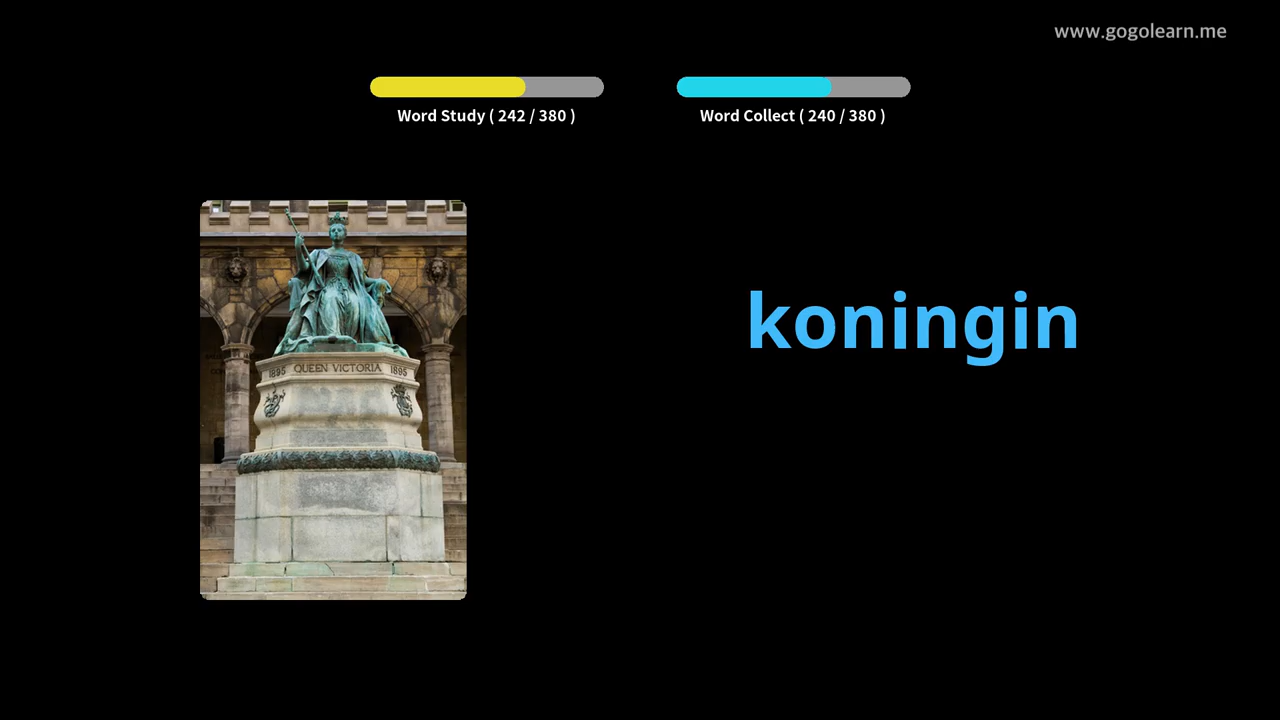 www.gogolearn.me
Word Study ( 242 / 380 )
Word Collect ( 240 / 380 )
koningin
1895 QUEEN VICTORIA 1895